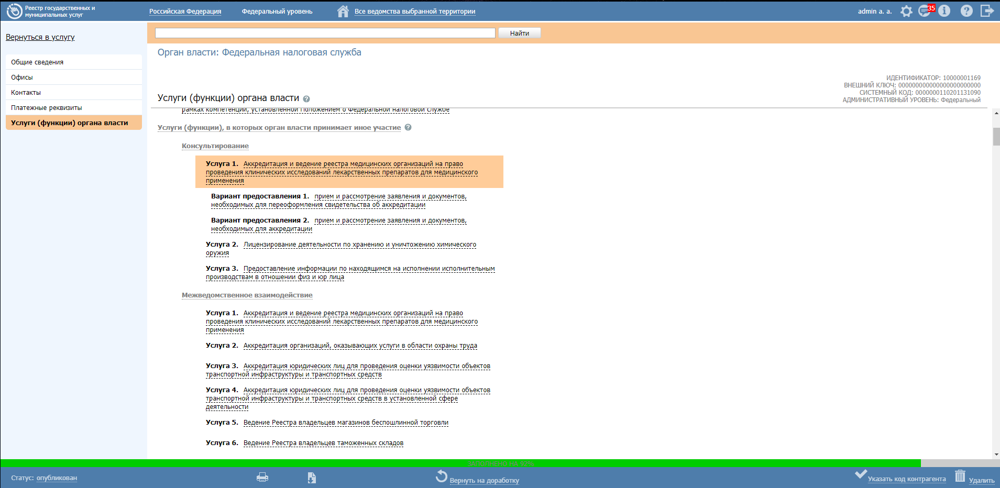 Реестр государственных и
муниципальных услуг
Российская Федерация
Федеральный уровень
Все ведомства выбранной территории
admin a. a.
35
Вернуться в услугу
Найти
Общие сведения
Офисы
Контакты
Платежные реквизиты
Услуги (функции) органа власти
Орган власти: Федеральная налоговая служба
ИДЕНТИФИКАТОР: 10000001169
ВНЕШНИЙ КЛЮЧ: 000000000000000000000000
СИСТЕМНЫЙ КОД: 0000000110201131090
АДМИНИСТРАТИВНЫЙ УРОВЕНЬ: Федеральный
Услуги (функции) органа власти ?
рамках компетенции, установленной Положением о Федеральной налоговой службе
Услуги (функции), в которых орган власти принимает иное участие ?
Консультирование
Услуга 1. Аккредитация и ведение реестра медицинских организаций на право
проведения клинических исследований лекарственных препаратов для медицинского
применения
Вариант предоставления 1. прием и рассмотрение заявления и документов,
необходимых для переоформления свидетельства об аккредитации
Вариант предоставления 2. прием и рассмотрение заявления и документов,
необходимых для аккредитации
Услуга 2. Лицензирование деятельности по хранению и уничтожению химического
оружия
Услуга 3. Предоставление информации по находящимся на исполнении исполнительным
производствам в отношении физ и юр лица
Межведомственное взаимодействие
Услуга 1. Аккредитация и ведение реестра медицинских организаций на право
проведения клинических исследований лекарственных препаратов для медицинского
применения
Услуга 2. Аккредитация организаций, оказывающих услуги в области охраны труда
Услуга 3. Аккредитация юридических лиц для проведения оценки уязвимости объектов
транспортной инфраструктуры и транспортных средств
Услуга 4. Аккредитация юридических лиц для проведения оценки уязвимости объектов
транспортной инфраструктуры и транспортных средств в установленной сфере
деятельности
Услуга 5. Ведение Реестра владельцев магазинов беспошлинной торговли
Услуга 6. Ведение Реестра владельцев таможенных складов
ЗАПОЛНЕНО НА 92%
Статус: опубликован
Вернуть на доработку
Указать код контрагента
Удалить